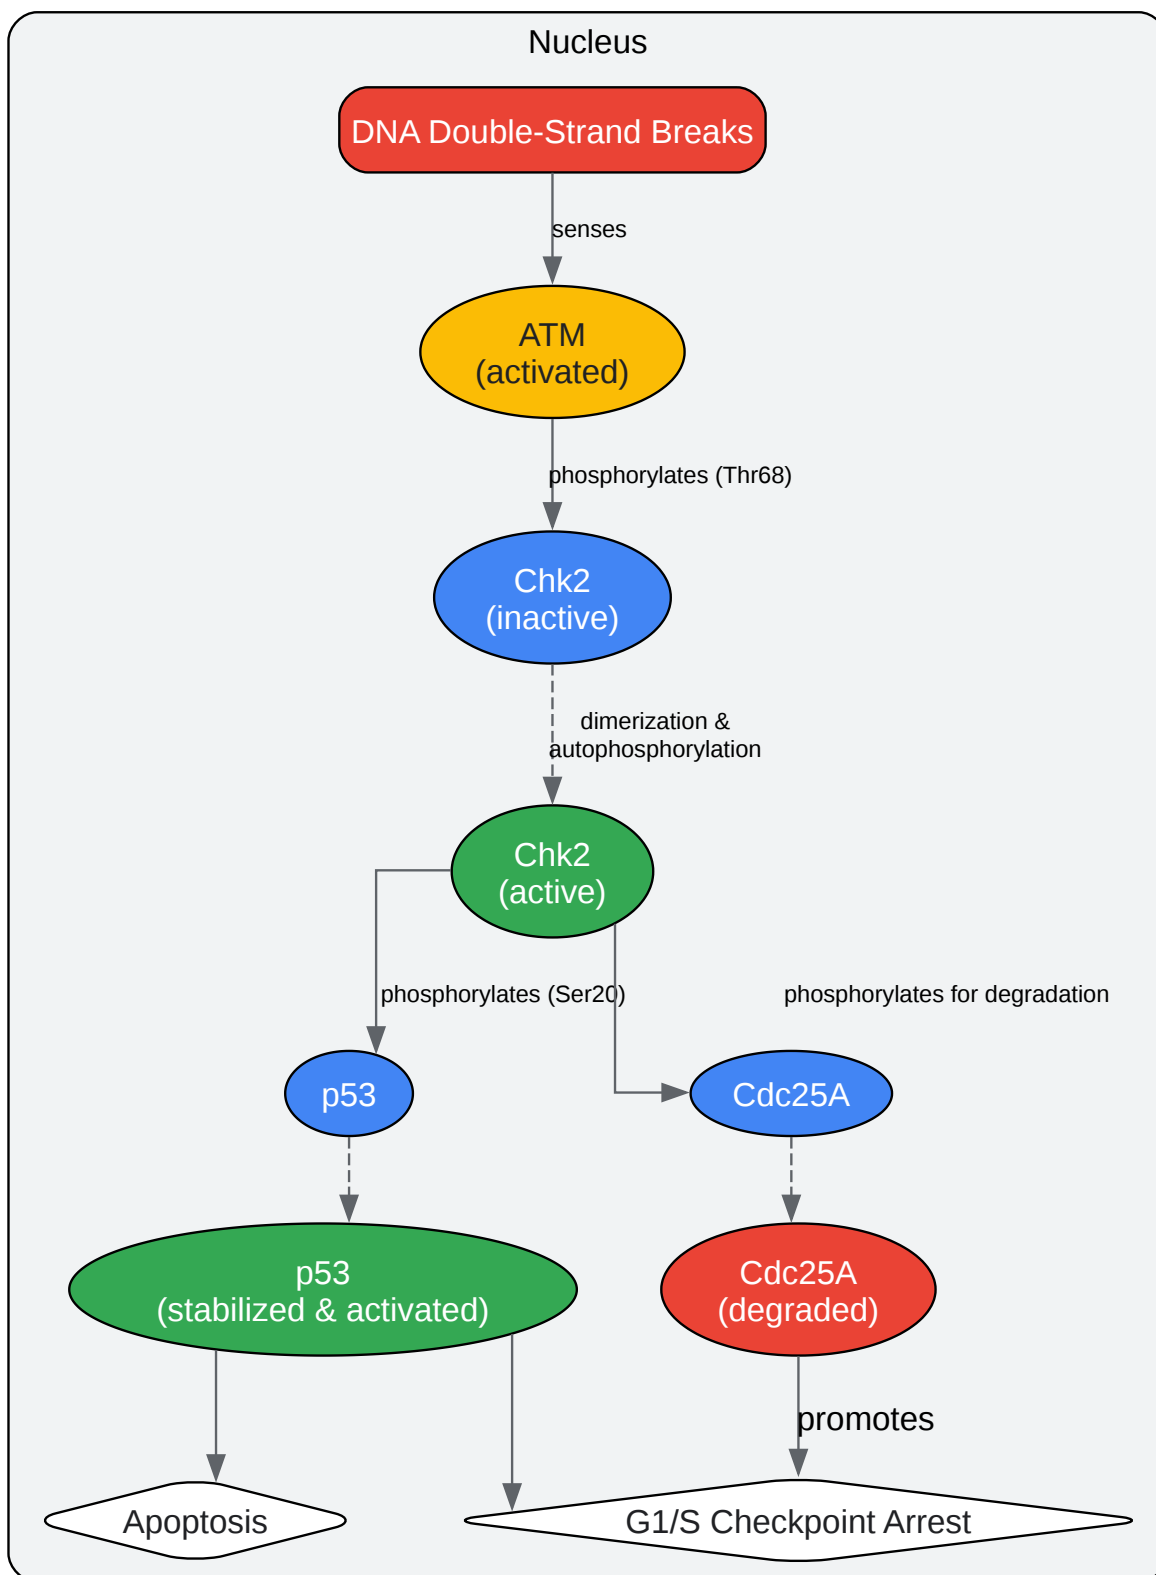 Nucleus
DNA Double-Strand Breaks
senses
ATM
(activated)
phosphorylates (Thr68)
Chk2
(inactive)
dimerization &
autophosphorylation
Chk2
(active)
phosphorylates (Ser20)
phosphorylates for degradation
p53
Cdc25A
p53
(stabilized & activated)
Cdc25A
(degraded)
promotes
Apoptosis
G1/S Checkpoint Arrest